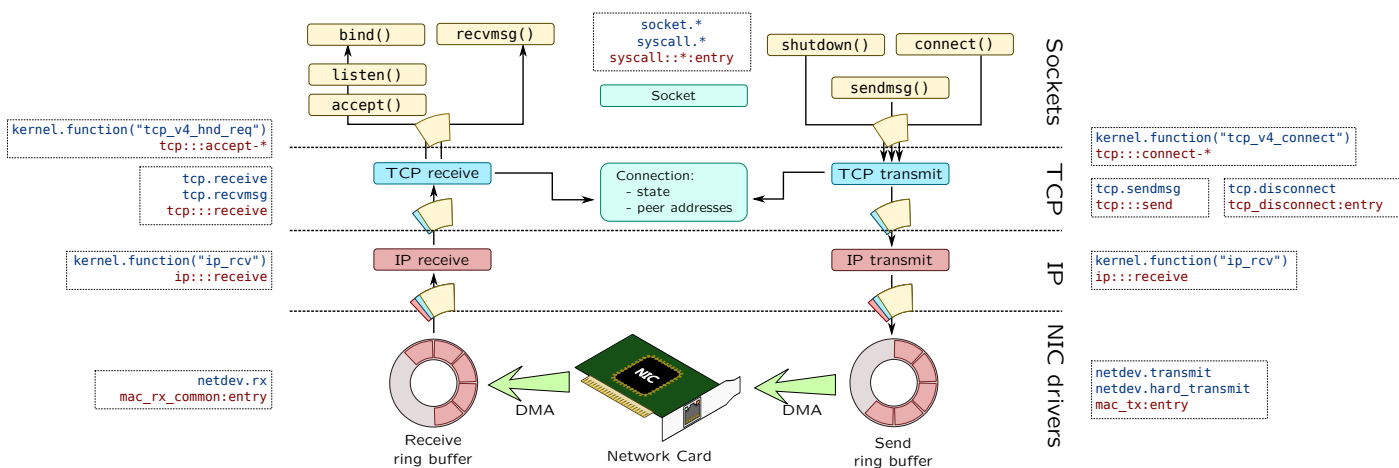 bind()
recvmsg()
listen()
accept()
socket.*
syscall.*
syscall::*:entry
Socket
shutdown()
connect()
sendmsg()
Sockets
kernel.function("tcp_v4_hnd_req")
tcp:::accept-*
kernel.function("tcp_v4_connect")
tcp:::connect-*
tcp.receive
tcp.recvmsg
tcp:::receive
TCP receive
Connection:
- state
- peer addresses
TCP transmit
TCP
tcp.sendmsg
tcp:::send
tcp.disconnect
tcp_disconnect:entry
kernel.function("ip_rcv")
ip:::receive
IP receive
IP transmit
IP
kernel.function("ip_rcv")
ip:::receive
netdev.rx
mac_rx_common:entry
Receive
ring buffer
DMA
NIC
Network Card
DMA
Send
ring buffer
NIC drivers
netdev.transmit
netdev.hard_transmit
mac_tx:entry